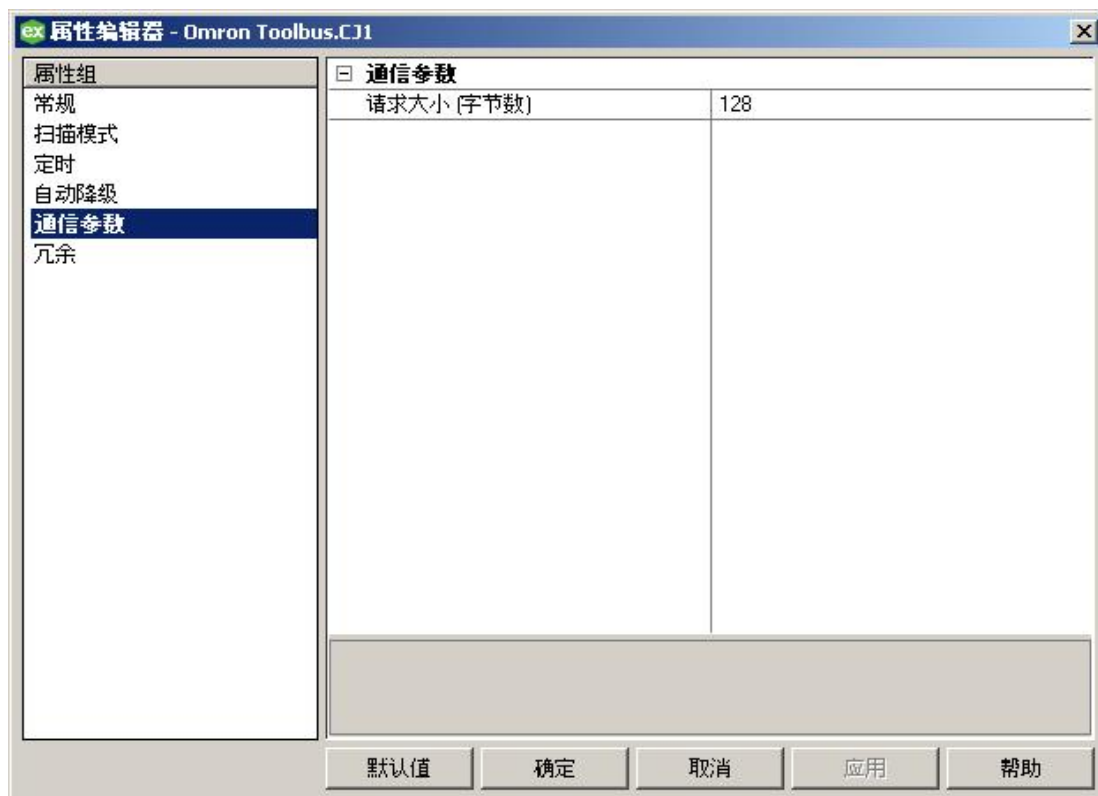 ex 属性编辑器 - Omron Toolbus.CJ1
属性组
常规
扫描模式
定时
自动降级
通信参数
冗余
通信参数
请求大小 (字节数) 128
默认值 确定 取消 应用 帮助